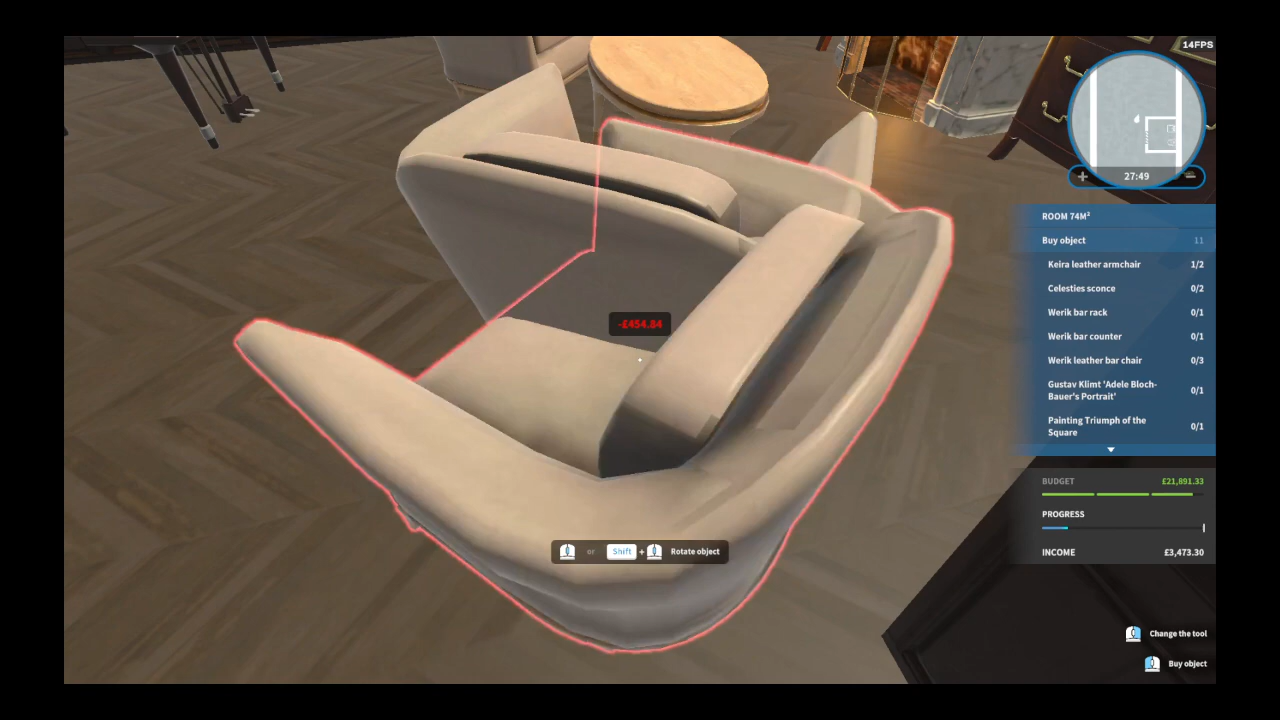 14FPS
27:49
ROOM 74M²
Buy object 11
Keira leather armchair 1/2
Celesties sconce 0/2
Werik bar rack 0/1
Werik bar counter 0/1
Werik leather bar chair 0/3
Gustav Klimt 'Adele Bloch-
Bauer's Portrait' 0/1
Painting Triumph of the
Square 0/1
-£454.84
BUDGET £21,891.33
PROGRESS
INCOME £3,473.30
or Shift + Rotate object
Change the tool
Buy object